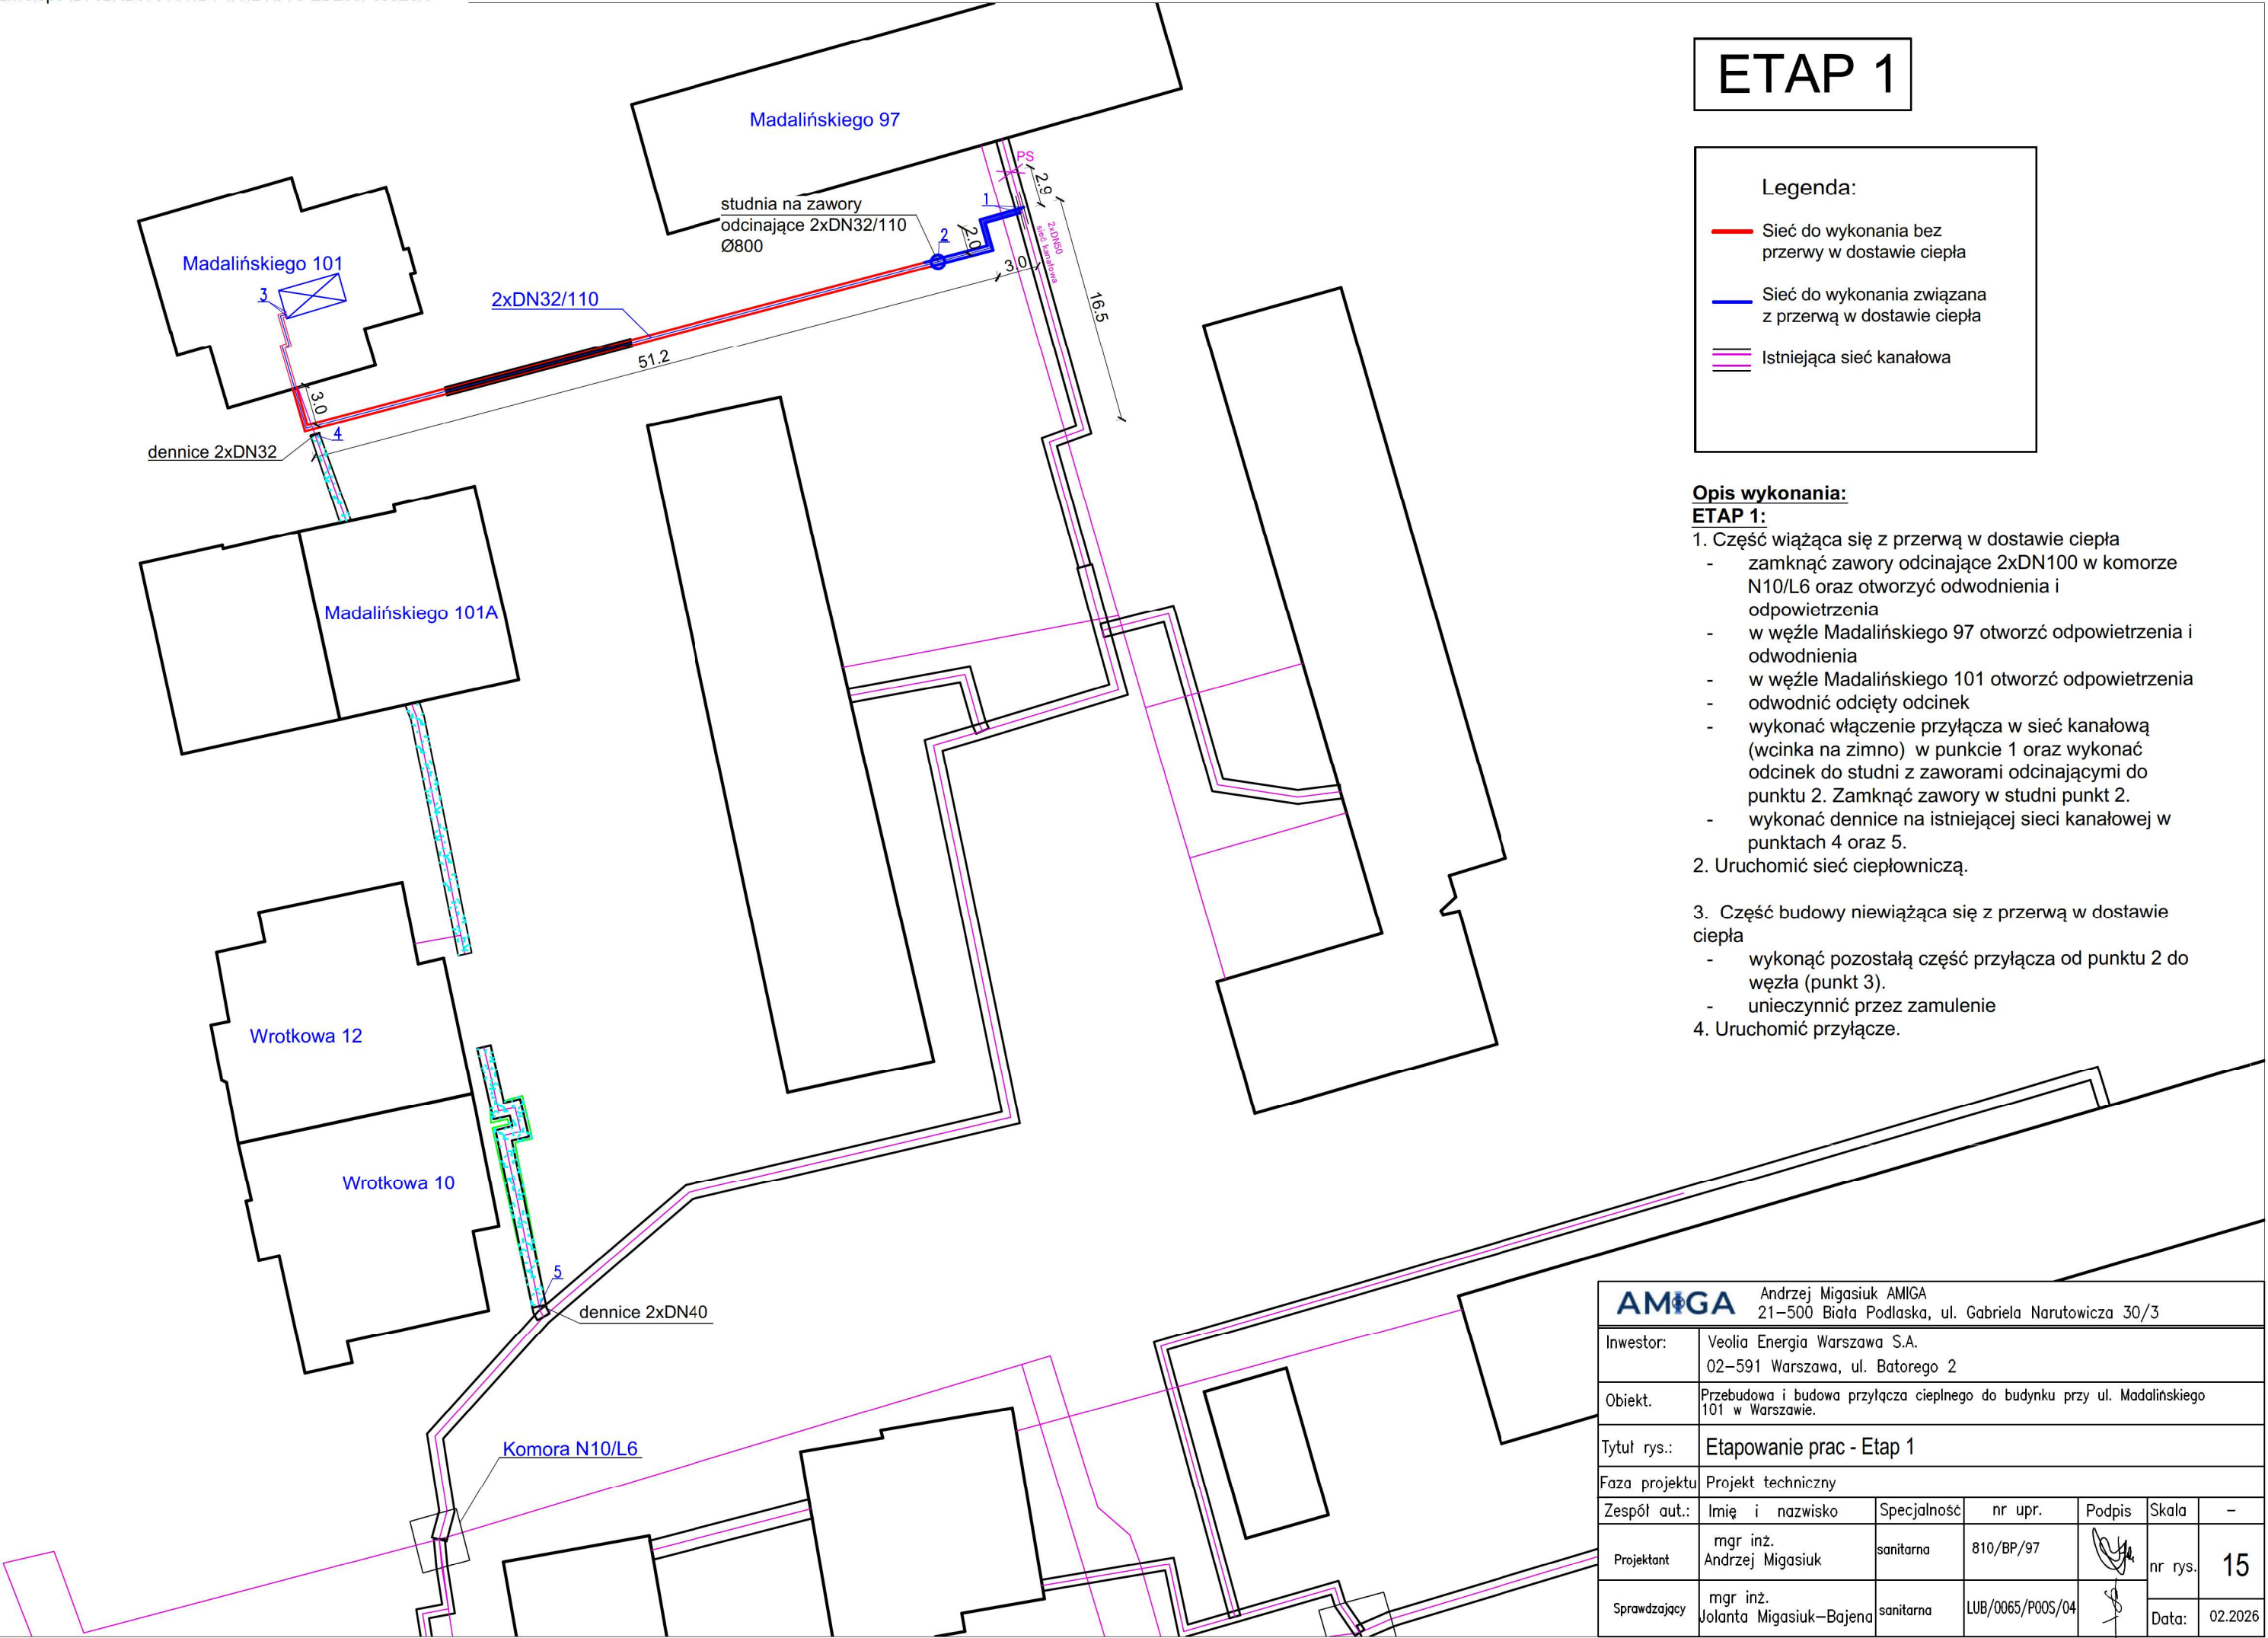 ETAP 1
Madalińskiego 97
PS
2.9
1
studnia na zawory
odcinające 2xDN32/110
Ø800
2
2.0
3.0
2xDN50
sieć kanałowa
16.5
Madalińskiego 101
3
2xDN32/110
51.2
3.0
4
dennice 2xDN32
Madalińskiego 101A
Wrotkowa 12
Wrotkowa 10
5
dennice 2xDN40
Komora N10/L6
Legenda:
Sieć do wykonania bez
przerwy w dostawie ciepła
Sieć do wykonania związana
z przerwą w dostawie ciepła
Istniejąca sieć kanałowa
Opis wykonania:
ETAP 1:
1. Część wiążąca się z przerwą w dostawie ciepła
- zamknąć zawory odcinające 2xDN100 w komorze
N10/L6 oraz otworzyć odwodnienia i
odpowietrzenia
- w węźle Madalińskiego 97 otworzć odpowietrzenia i
odwodnienia
- w węźle Madalińskiego 101 otworzć odpowietrzenia
- odwodnić odcięty odcinek
- wykonać włączenie przyłącza w sieć kanałową
(wcinka na zimno) w punkcie 1 oraz wykonać
odcinek do studni z zaworami odcinającymi do
punktu 2. Zamknąć zawory w studni punkt 2.
- wykonać dennice na istniejącej sieci kanałowej w
punktach 4 oraz 5.
2. Uruchomić sieć ciepłowniczą.
3. Część budowy niewiążąca się z przerwą w dostawie
ciepła
- wykonąć pozostałą część przyłącza od punktu 2 do
węzła (punkt 3).
- unieczynnić przez zamulenie
4. Uruchomić przyłącze.
AMIGA
Andrzej Migasiuk AMIGA
21-500 Biała Podlaska, ul. Gabriela Narutowicza 30/3
Inwestor: Veolia Energia Warszawa S.A.
02-591 Warszawa, ul. Batorego 2
Obiekt. Przebudowa i budowa przyłącza cieplnego do budynku przy ul. Madalińskiego
101 w Warszawie.
Tytuł rys.: Etapowanie prac - Etap 1
Faza projektu Projekt techniczny
Zespół aut.: Imię i nazwisko Specjalność nr upr. Podpis Skala -
Projektant mgr inż.
Andrzej Migasiuk sanitarna 810/BP/97 nr rys. 15
Sprawdzający mgr inż.
Jolanta Migasiuk-Bajena sanitarna LUB/0065/POOS/04 Data: 02.2026